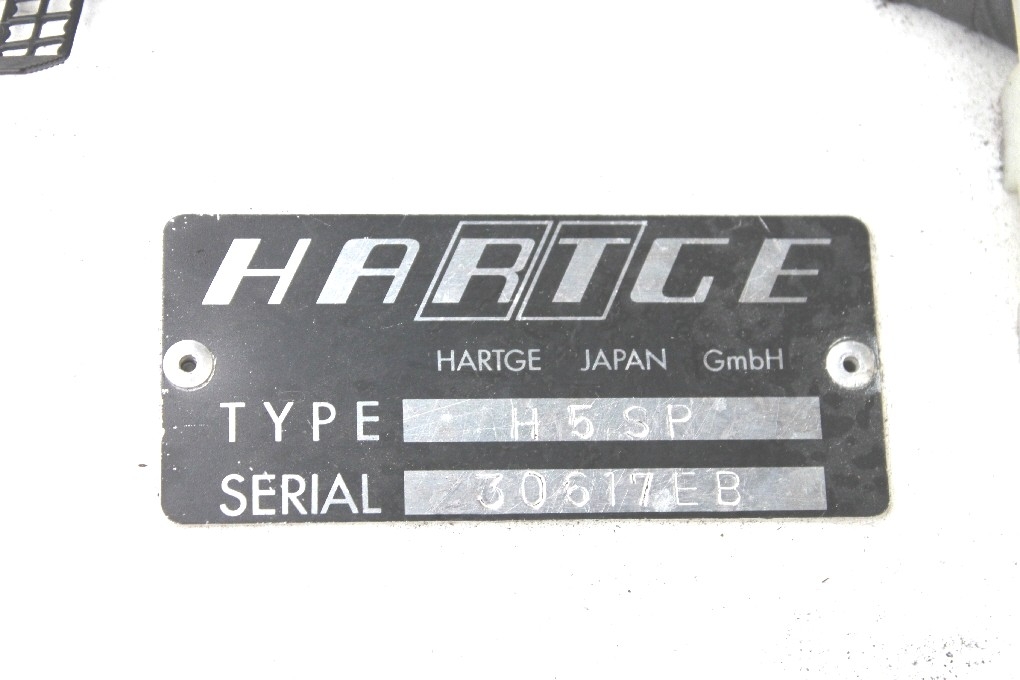 HARTGE
HARTGE JAPAN GmbH
TYPE H5SP
SERIAL 30617EB